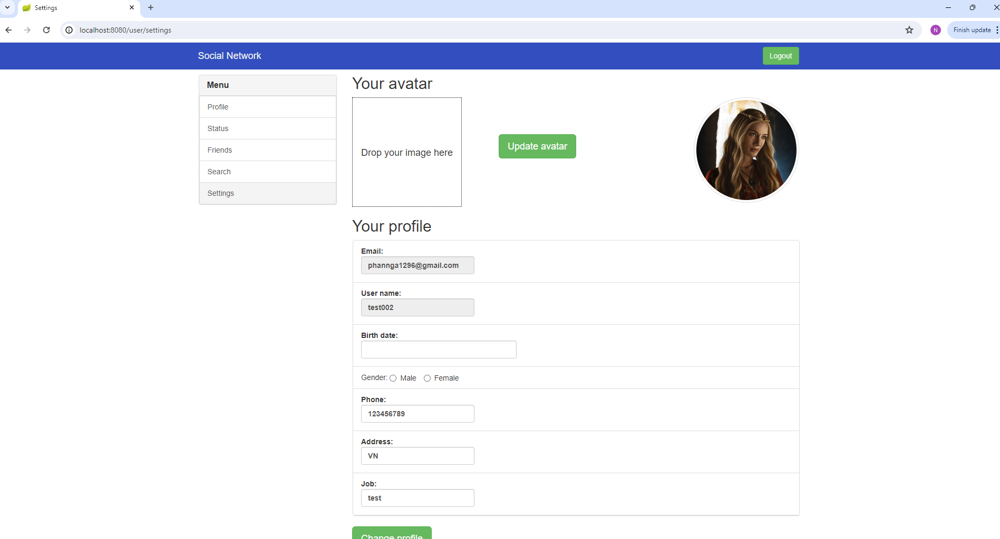 Settings
localhost:8080/user/settings
N
Finish update
Social Network
Logout
Menu
Profile
Status
Friends
Search
Settings
Your avatar
Drop your image here
Update avatar
Your profile
Email:
phannga1296@gmail.com
User name:
test002
Birth date:
Gender: Male Female
Phone:
123456789
Address:
VN
Job:
test
Change profile